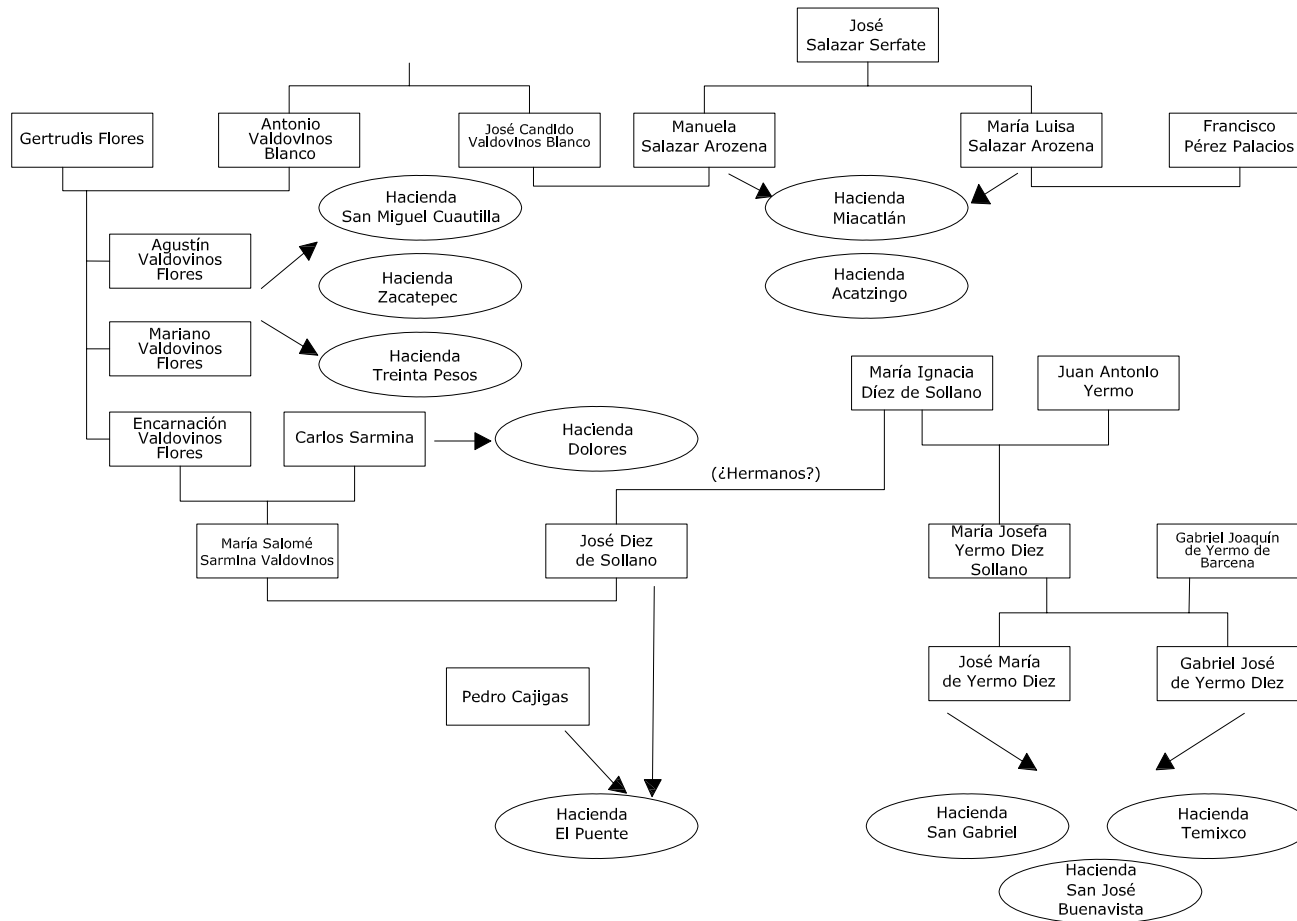 José
Salazar Serfate
Gertrudis Flores
Antonio
Valdovinos
Blanco
José Candido
Valdovinos Blanco
Manuela
Salazar Arozena
María Luisa
Salazar Arozena
Francisco
Pérez Palacios
Hacienda
San Miguel Cuautilla
Hacienda
Miacatlán
Agustín
Valdovinos
Flores
Hacienda
Zacatepec
Hacienda
Acatzingo
Mariano
Valdovinos
Flores
Hacienda
Treinta Pesos
María Ignacia
Díez de Sollano
Juan Antonio
Yermo
Encarnación
Valdovinos
Flores
Carlos Sarmina
Hacienda
Dolores
(¿Hermanos?)
María Salomé
Sarmina Valdovinos
José Diez
de Sollano
María Josefa
Yermo Diez
Sollano
Gabriel Joaquín
de Yermo de
Barcena
José María
de Yermo Diez
Gabriel José
de Yermo Diez
Pedro Cajigas
Hacienda
El Puente
Hacienda
San Gabriel
Hacienda
Temixco
Hacienda
San José
Buenavista